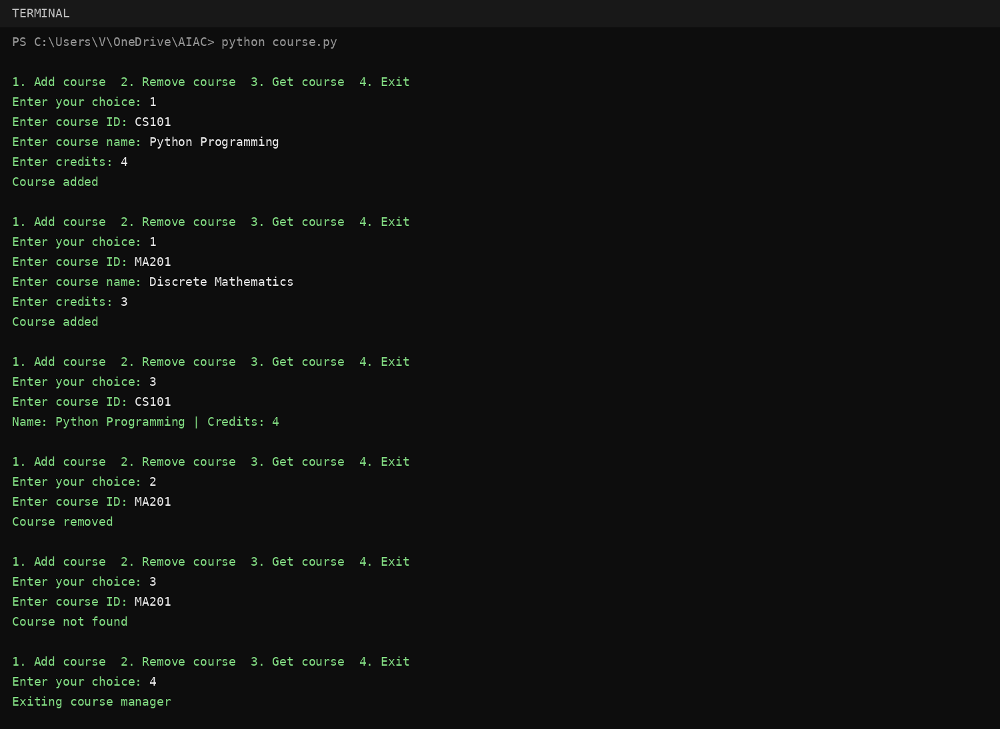 TERMINAL
PS C:\Users\V\OneDrive\AIAC> python course.py
1. Add course  2. Remove course  3. Get course  4. Exit
Enter your choice: 1
Enter course ID: CS101
Enter course name: Python Programming
Enter credits: 4
Course added
1. Add course  2. Remove course  3. Get course  4. Exit
Enter your choice: 1
Enter course ID: MA201
Enter course name: Discrete Mathematics
Enter credits: 3
Course added
1. Add course  2. Remove course  3. Get course  4. Exit
Enter your choice: 3
Enter course ID: CS101
Name: Python Programming | Credits: 4
1. Add course  2. Remove course  3. Get course  4. Exit
Enter your choice: 2
Enter course ID: MA201
Course removed
1. Add course  2. Remove course  3. Get course  4. Exit
Enter your choice: 3
Enter course ID: MA201
Course not found
1. Add course  2. Remove course  3. Get course  4. Exit
Enter your choice: 4
Exiting course manager